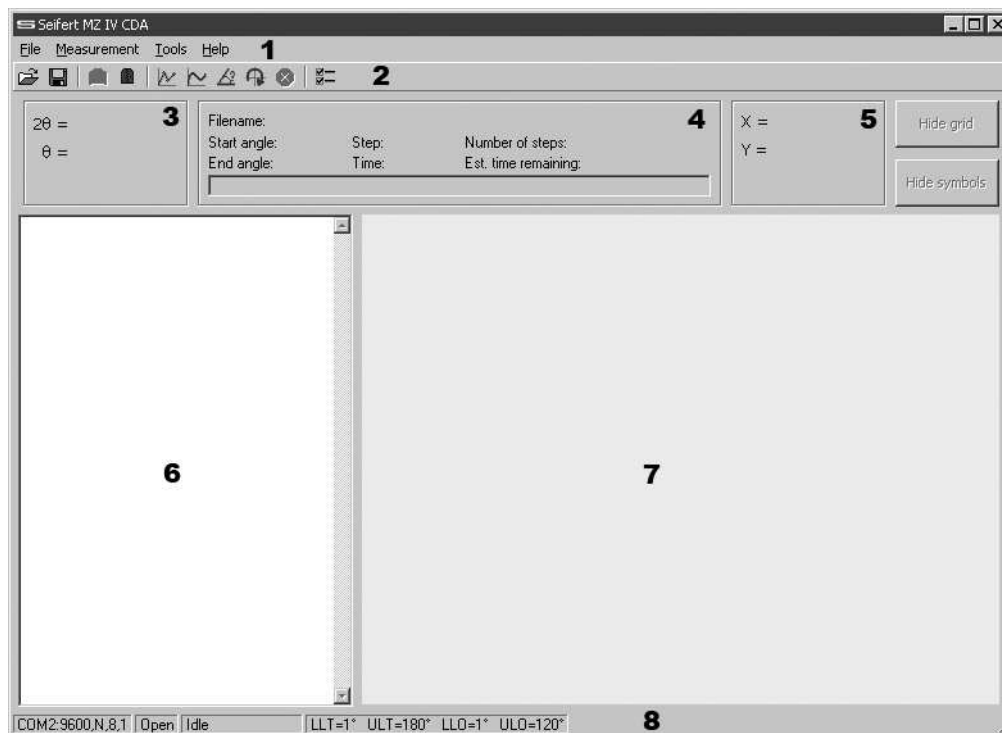 Seifert MZ IV CDA
File Measurement Tools Help 1
2
2θ =
θ =
3
Filename:
Start angle: Step: Number of steps:
End angle: Time: Est. time remaining:
4
X =
Y =
5
Hide grid
Hide symbols
6
7
COM2:9600,N,8,1 Open Idle LLT=1° ULT=180° LLO=1° ULO=120° 8